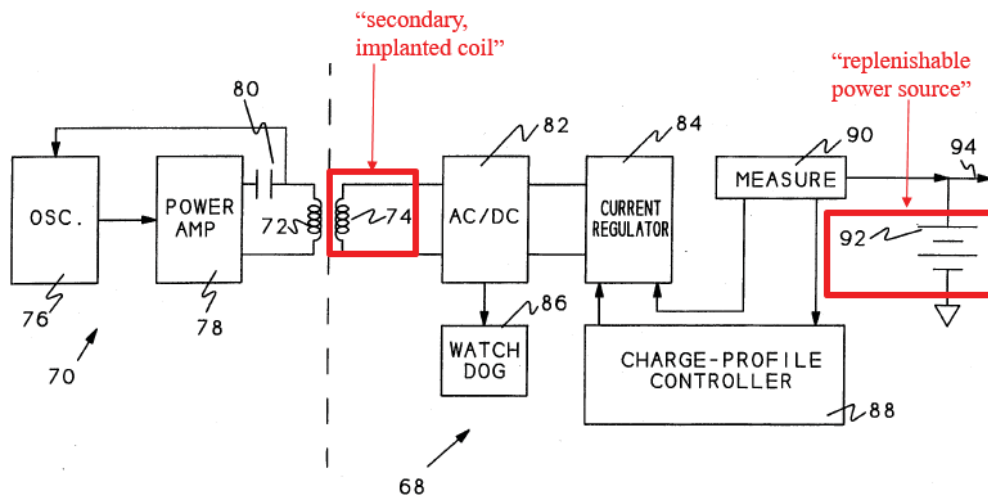 “secondary,
implanted coil”
“replenishable
power source”
80
82
84
90
94
OSC.
POWER
AMP
72
74
AC/DC
CURRENT
REGULATOR
MEASURE
92
76
78
86
70
WATCH
DOG
CHARGE-PROFILE
CONTROLLER
88
68